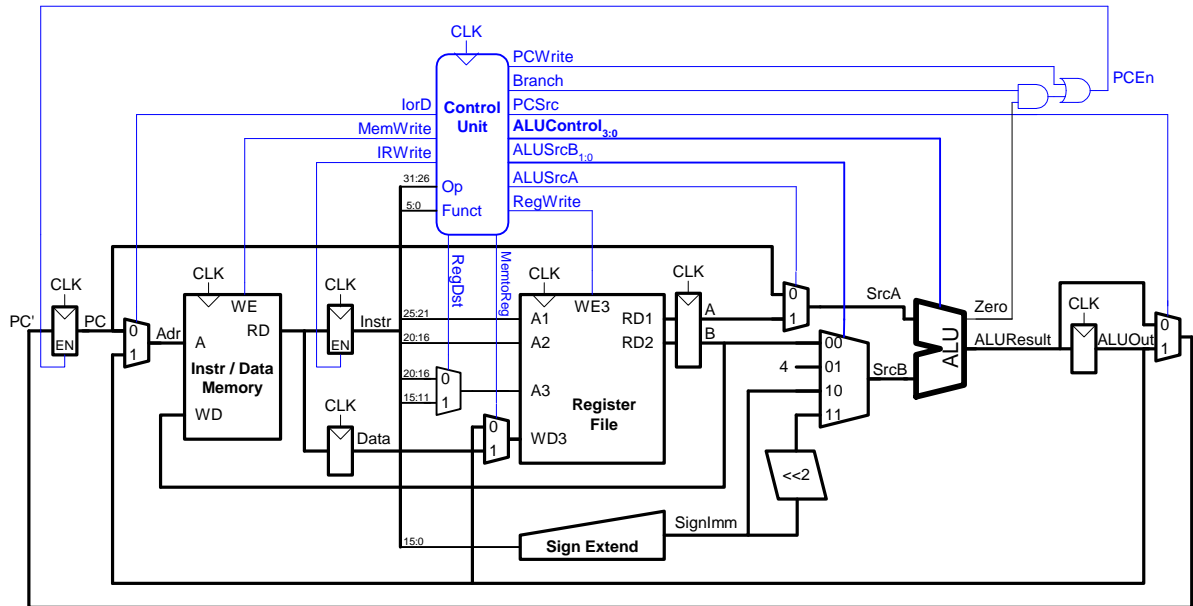 CLK
PCWrite
Branch
PCEn
IorD
Control
Unit
PCSrc
MemWrite
ALUControl3:0
IRWrite
ALUSrcB1:0
31:26
Op
ALUSrcA
5:0
Funct
RegWrite
RegDst
MemtoReg
CLK
CLK
CLK
CLK
CLK
CLK
PC'
EN
PC
0
1
Adr
WE
RD
A
Instr / Data
Memory
WD
EN
Instr
25:21
20:16
20:16
15:11
0
1
WE3
A1
RD1
A2
RD2
A3
Register
File
WD3
0
1
CLK
Data
A
B
0
1
SrcA
4
00
01
10
11
SrcB
<<2
ALU
Zero
ALUResult
ALUOut
0
1
15:0
Sign Extend
SignImm